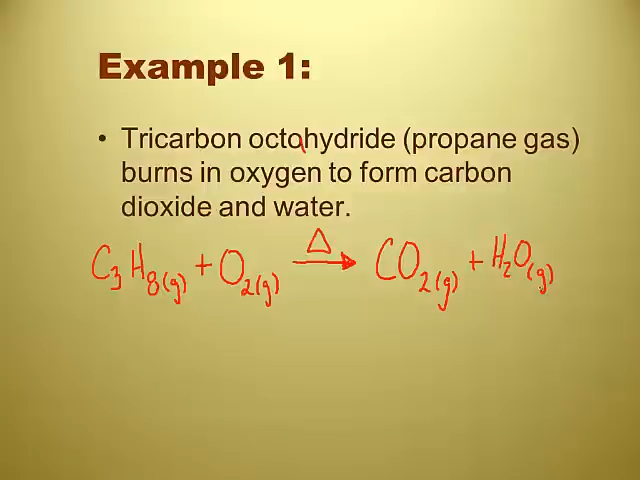 Example 1:
• Tricarbon octohydride (propane gas)
burns in oxygen to form carbon
dioxide and water.
C₃H₈(g) + O₂(g) →(Δ) CO₂(g) + H₂O(g)